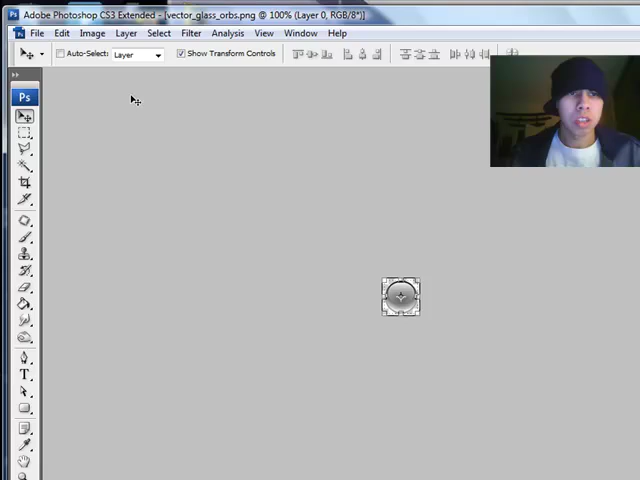 Adobe Photoshop CS3 Extended - [vector_glass_orbs.png @ 100% (Layer 0, RGB/8*)]
Ps File Edit Image Layer Select Filter Analysis View Window Help
Auto-Select: Layer Show Transform Controls
Ps
T